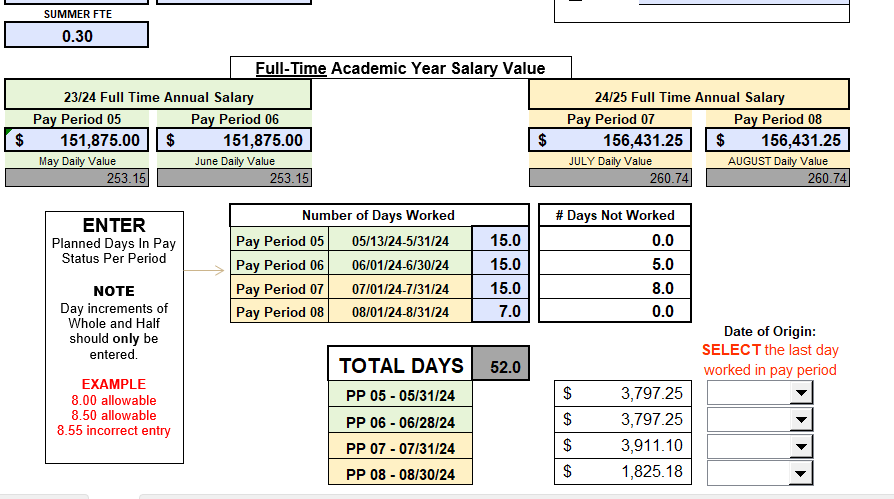 SUMMER FTE
0.30
Full-Time Academic Year Salary Value
23/24 Full Time Annual Salary
24/25 Full Time Annual Salary
Pay Period 05 Pay Period 06 Pay Period 07 Pay Period 08
$ 151,875.00 $ 151,875.00 $ 156,431.25 $ 156,431.25
May Daily Value June Daily Value JULY Daily Value AUGUST Daily Value
253.15 253.15 260.74 260.74
ENTER
Planned Days In Pay
Status Per Period
NOTE
Day increments of
Whole and Half
should only be
entered.
EXAMPLE
8.00 allowable
8.50 allowable
8.55 incorrect entry
Number of Days Worked # Days Not Worked
Pay Period 05 05/13/24-5/31/24 15.0 0.0
Pay Period 06 06/01/24-6/30/24 15.0 5.0
Pay Period 07 07/01/24-7/31/24 15.0 8.0
Pay Period 08 08/01/24-8/31/24 7.0 0.0
TOTAL DAYS 52.0
Date of Origin:
SELECT the last day
worked in pay period
PP 05 - 05/31/24 $ 3,797.25
PP 06 - 06/28/24 $ 3,797.25
PP 07 - 07/31/24 $ 3,911.10
PP 08 - 08/30/24 $ 1,825.18